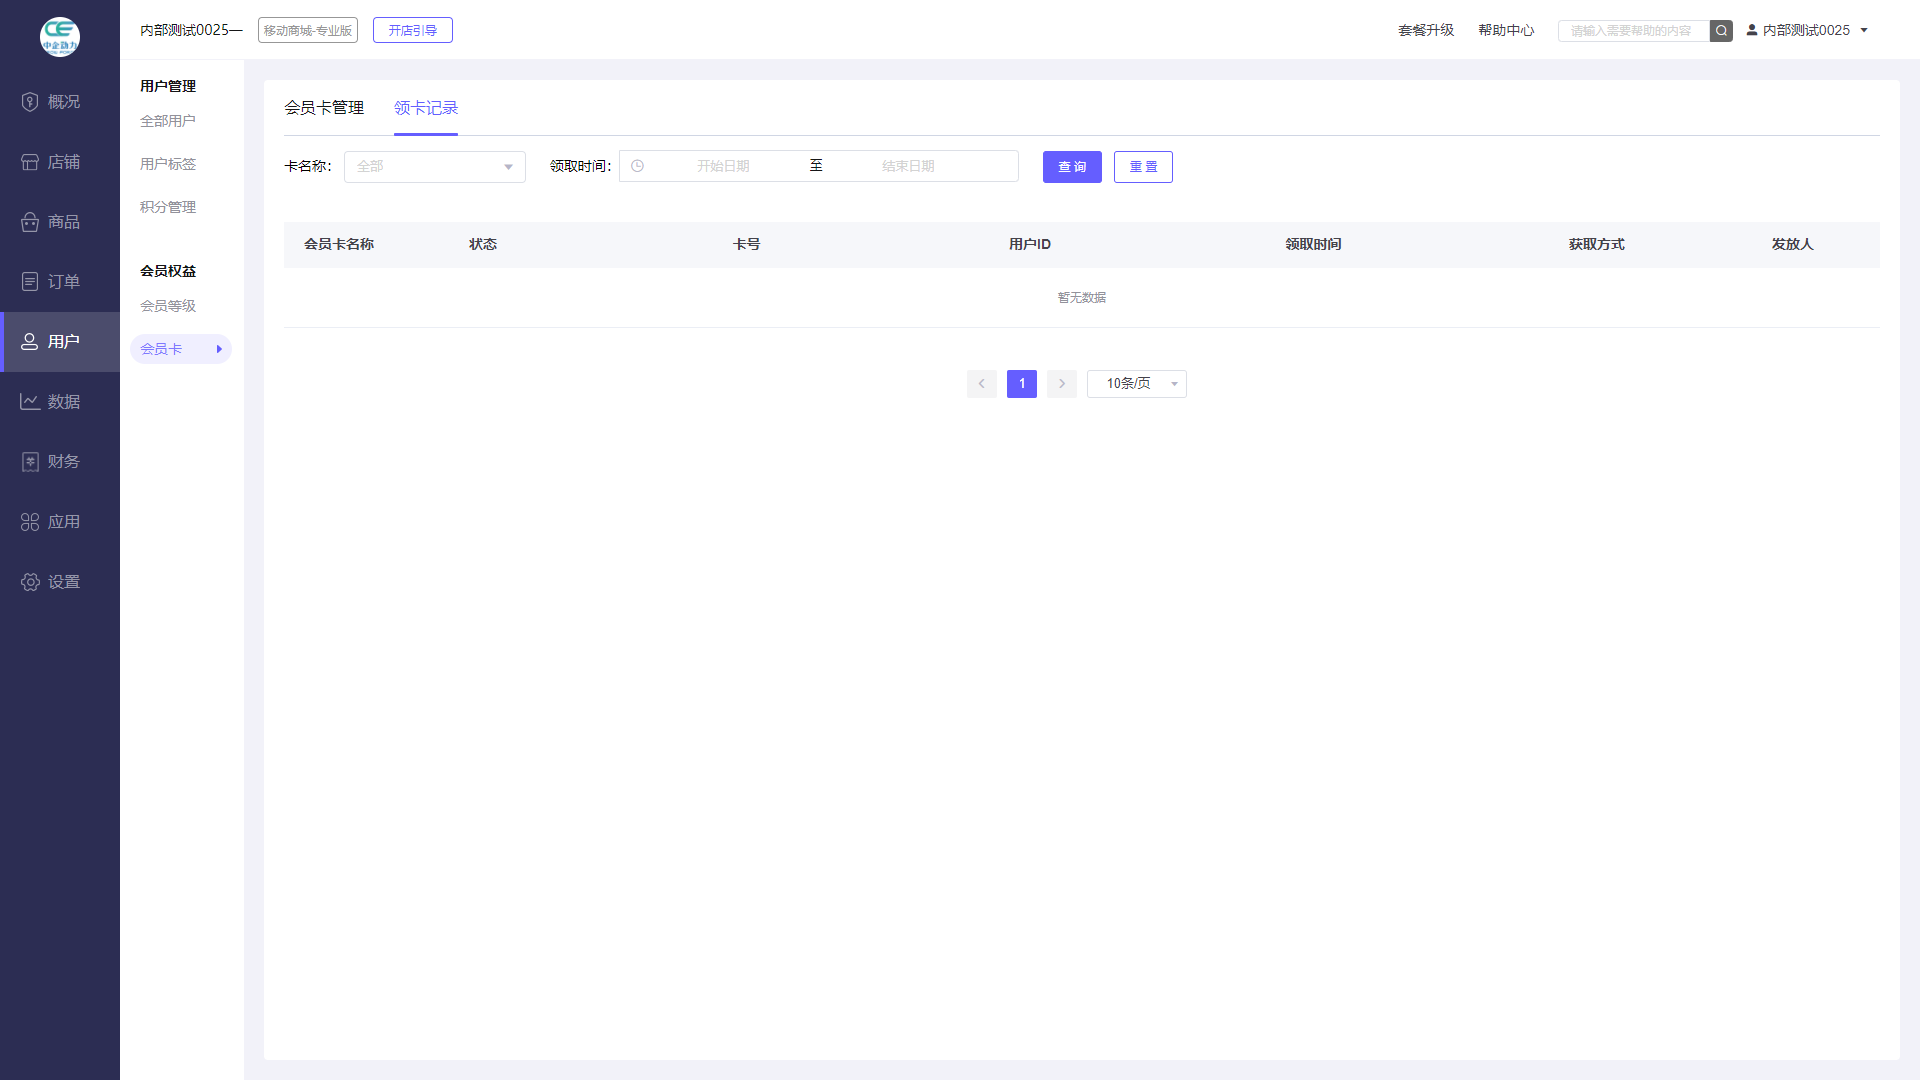 中企动力
内部测试0025—
移动商城-专业版
开店引导
套餐升级
帮助中心
请输入需要帮助的内容
内部测试0025
概况
店铺
商品
订单
用户
数据
财务
应用
设置
用户管理
全部用户
用户标签
积分管理
会员权益
会员等级
会员卡
会员卡管理
领卡记录
卡名称:
全部
领取时间:
开始日期
至
结束日期
查 询
重 置
会员卡名称
状态
卡号
用户ID
领取时间
获取方式
发放人
暂无数据
1
10条/页